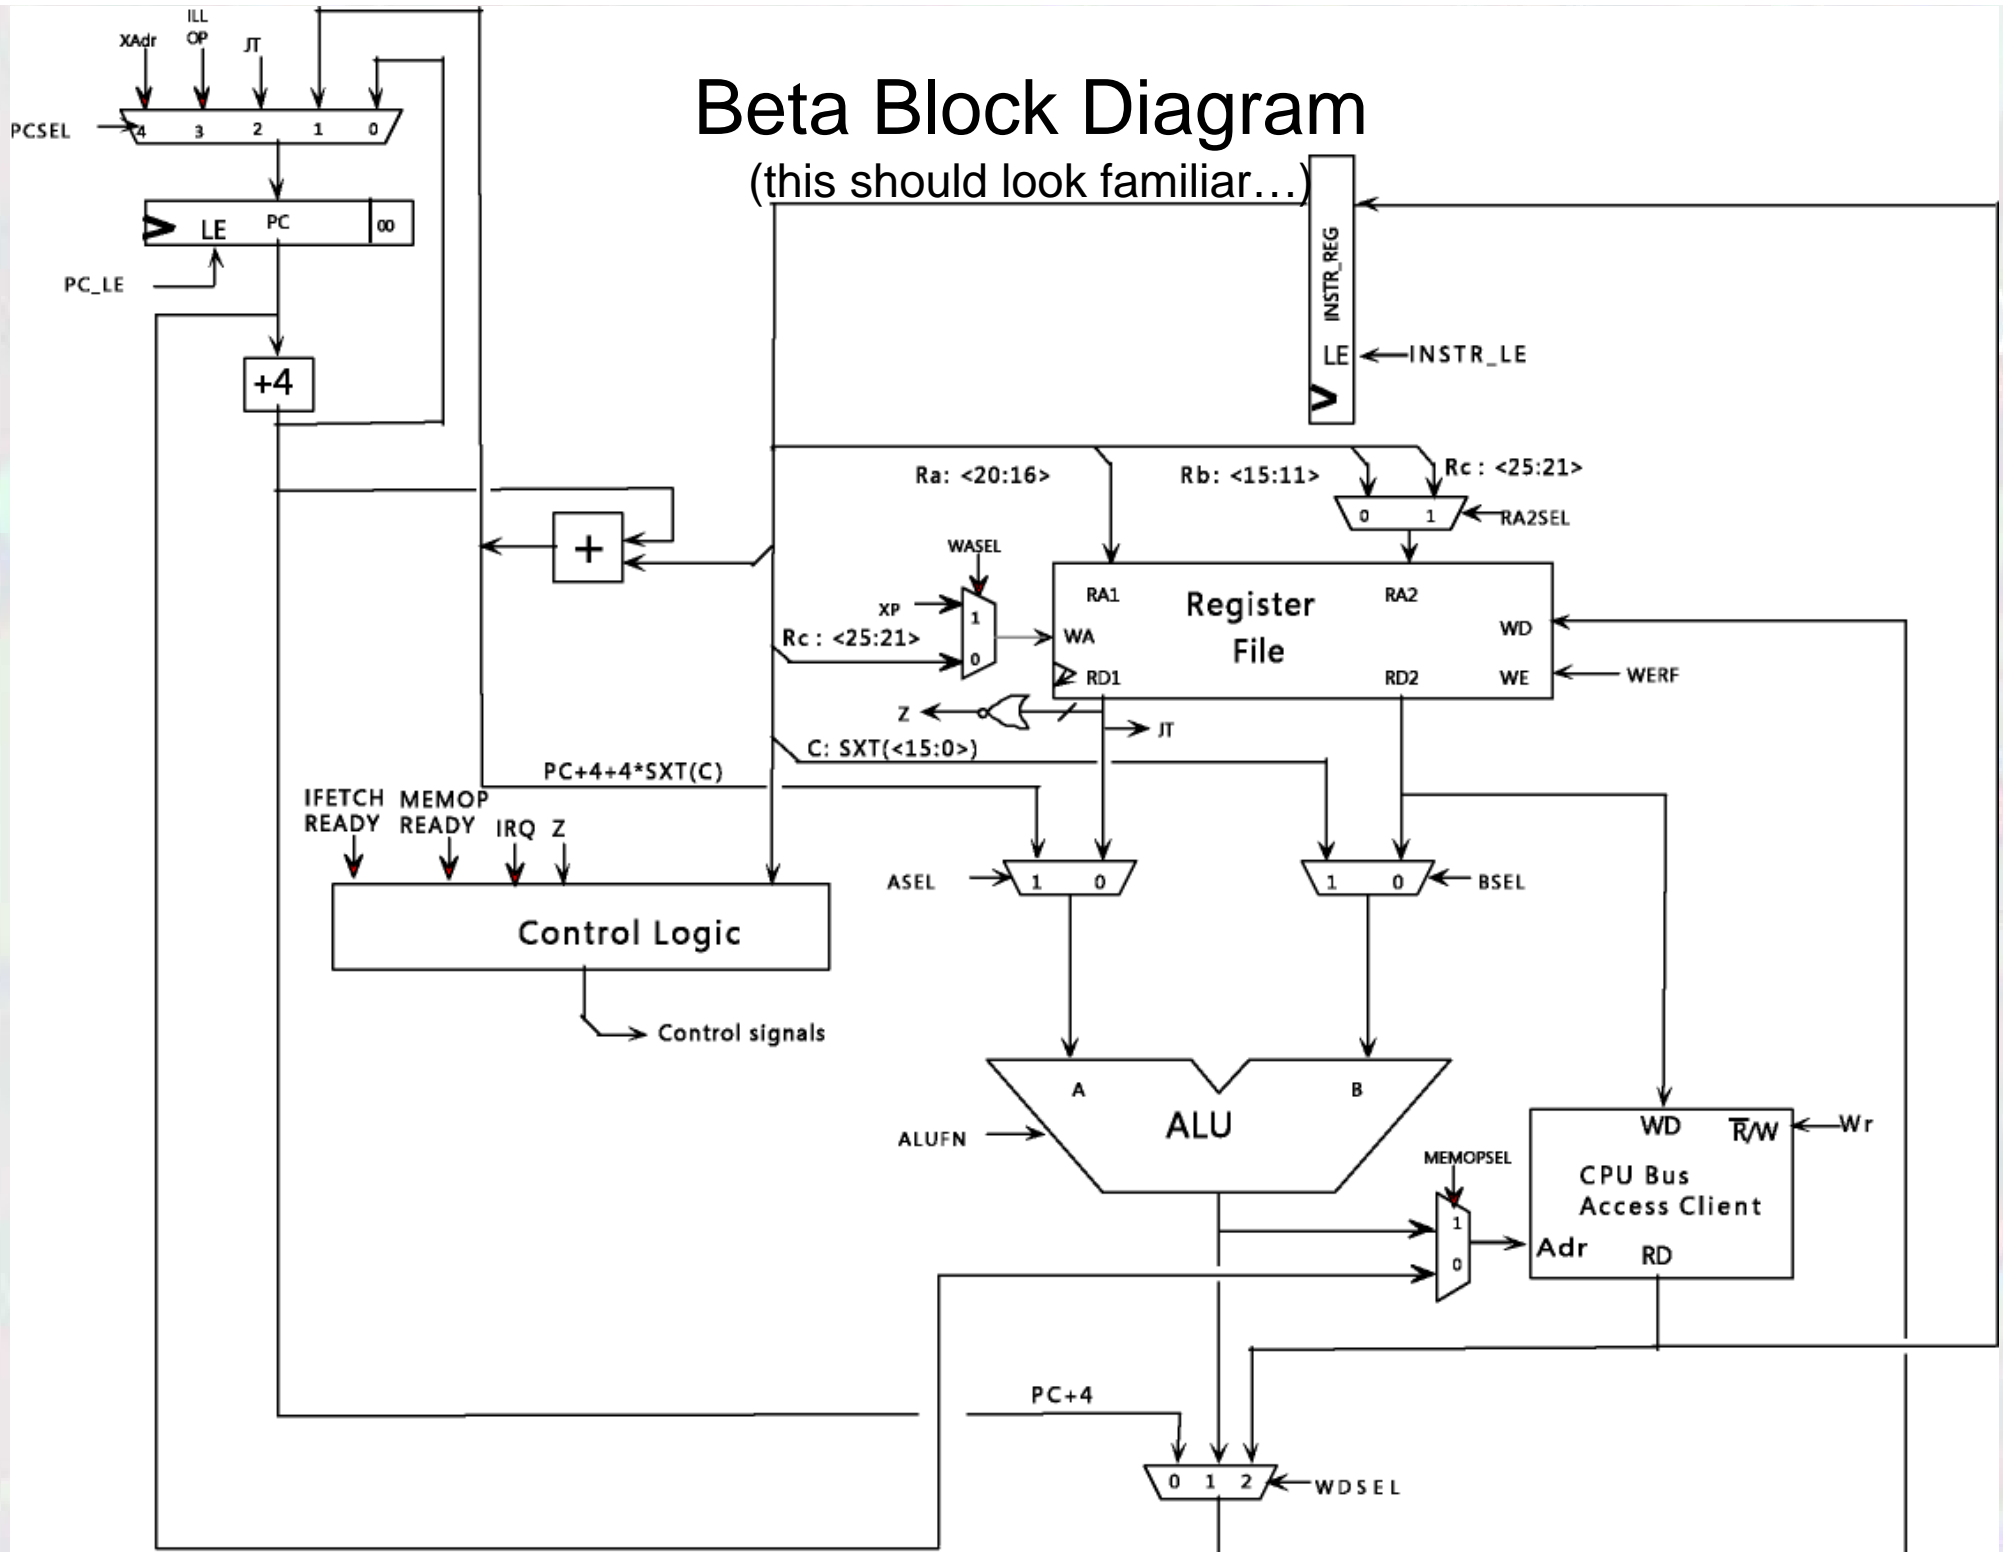 Beta Block Diagram
(this should look familiar…)
XAdr
ILL
OP
JT
PCSEL
4 3 2 1 0
LE PC 00
PC_LE
+4
INSTR_REG
LE
INSTR_LE
Ra: <20:16>
Rb: <15:11>
Rc: <25:21>
0 1
RA2SEL
+
WASEL
XP
1
Rc: <25:21>
0
RA1
Register
File
RA2
WA
WD
RD1
RD2
WE
WERF
Z
JT
C: SXT(<15:0>)
PC+4+4*SXT(C)
IFETCH
READY
MEMOP
READY
IRQ
Z
ASEL
1 0
1 0
BSEL
Control Logic
Control signals
A
B
ALU
ALUFN
MEMOPSEL
1
0
WD
R̅/W
Wr
CPU Bus
Access Client
Adr
RD
PC+4
0 1 2
WDSEL